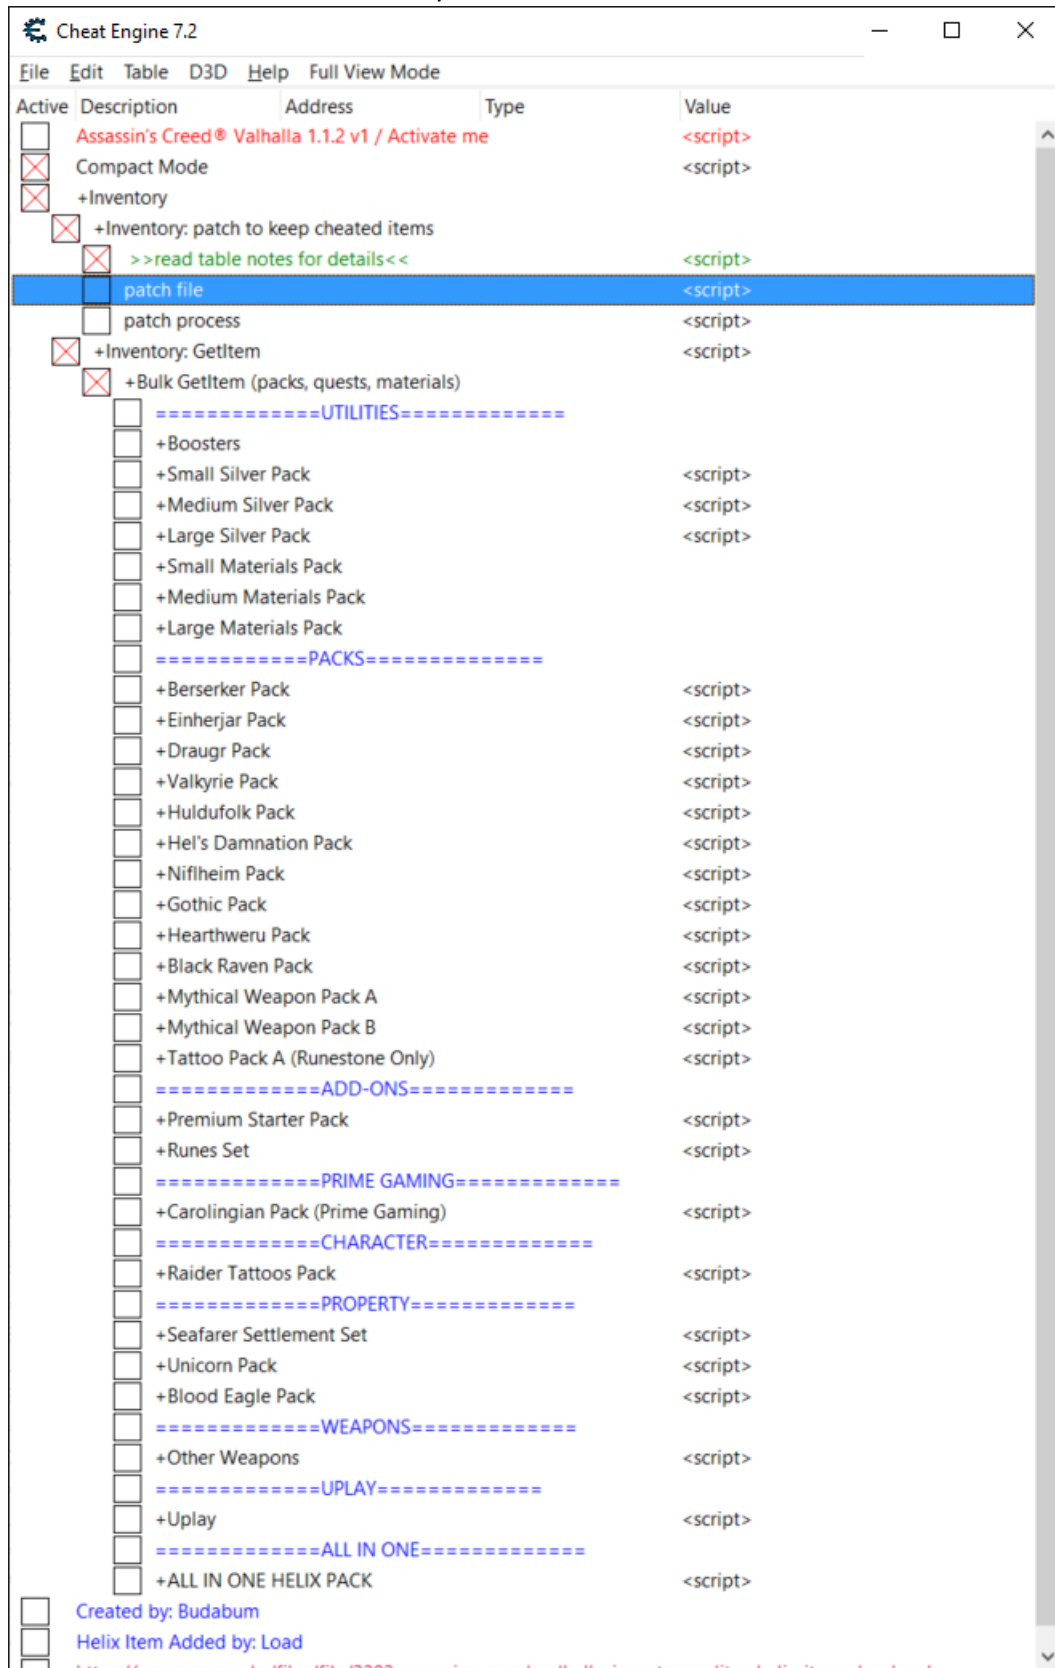 Cheat Engine 7.2
File Edit Table D3D Help Full View Mode
Active Description Address Type Value
Assassin's Creed® Valhalla 1.1.2 v1 / Activate me <script>
Compact Mode <script>
+Inventory
+Inventory: patch to keep cheated items
>>read table notes for details<< <script>
patch file <script>
patch process <script>
+Inventory: GetItem <script>
+Bulk GetItem (packs, quests, materials)
=============UTILITIES=============
+Boosters
+Small Silver Pack <script>
+Medium Silver Pack <script>
+Large Silver Pack <script>
+Small Materials Pack
+Medium Materials Pack
+Large Materials Pack
============PACKS==============
+Berserker Pack <script>
+Einherjar Pack <script>
+Draugr Pack <script>
+Valkyrie Pack <script>
+Huldufolk Pack <script>
+Hel's Damnation Pack <script>
+Niflheim Pack <script>
+Gothic Pack <script>
+Hearthweru Pack <script>
+Black Raven Pack <script>
+Mythical Weapon Pack A <script>
+Mythical Weapon Pack B <script>
+Tattoo Pack A (Runestone Only) <script>
=============ADD-ONS=============
+Premium Starter Pack <script>
+Runes Set <script>
=============PRIME GAMING=============
+Carolingian Pack (Prime Gaming) <script>
=============CHARACTER=============
+Raider Tattoos Pack <script>
=============PROPERTY=============
+Seafarer Settlement Set <script>
+Unicorn Pack <script>
+Blood Eagle Pack <script>
=============WEAPONS=============
+Other Weapons <script>
=============UPLAY=============
+Uplay <script>
=============ALL IN ONE=============
+ALL IN ONE HELIX PACK <script>
Created by: Budabum
Helix Item Added by: Load